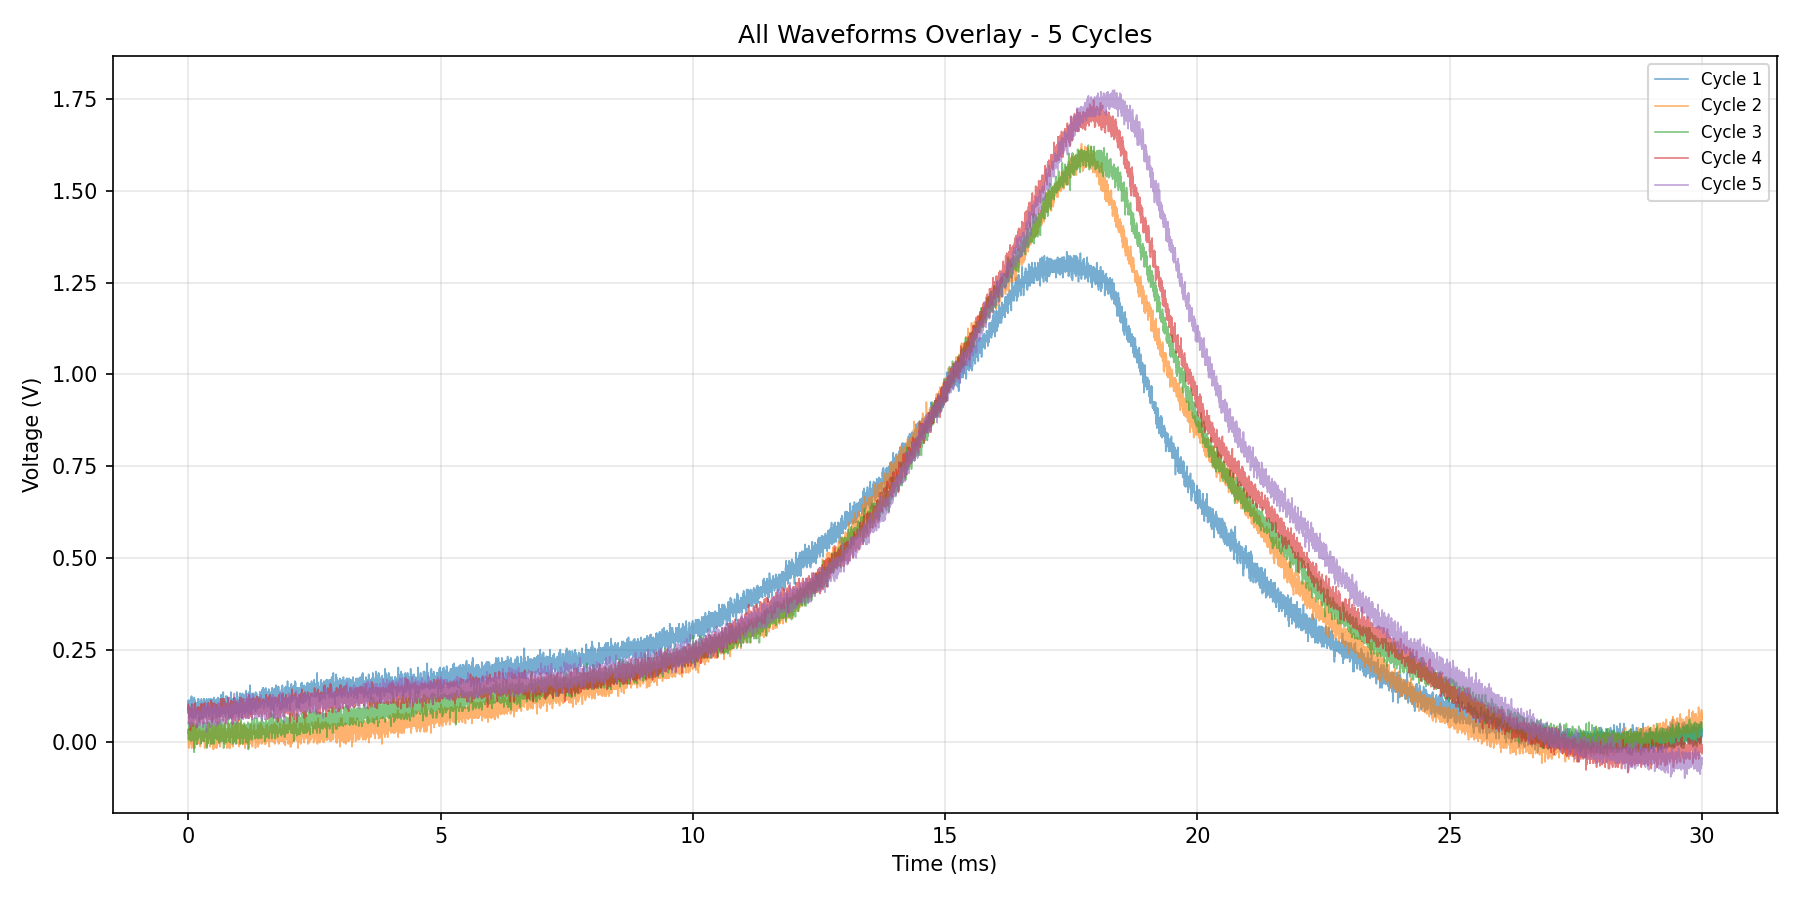 All Waveforms Overlay - 5 Cycles
Cycle 1
Cycle 2
Cycle 3
Cycle 4
Cycle 5
Voltage (V)
1.75
1.50
1.25
1.00
0.75
0.50
0.25
0.00
0 5 10 15 20 25 30
Time (ms)